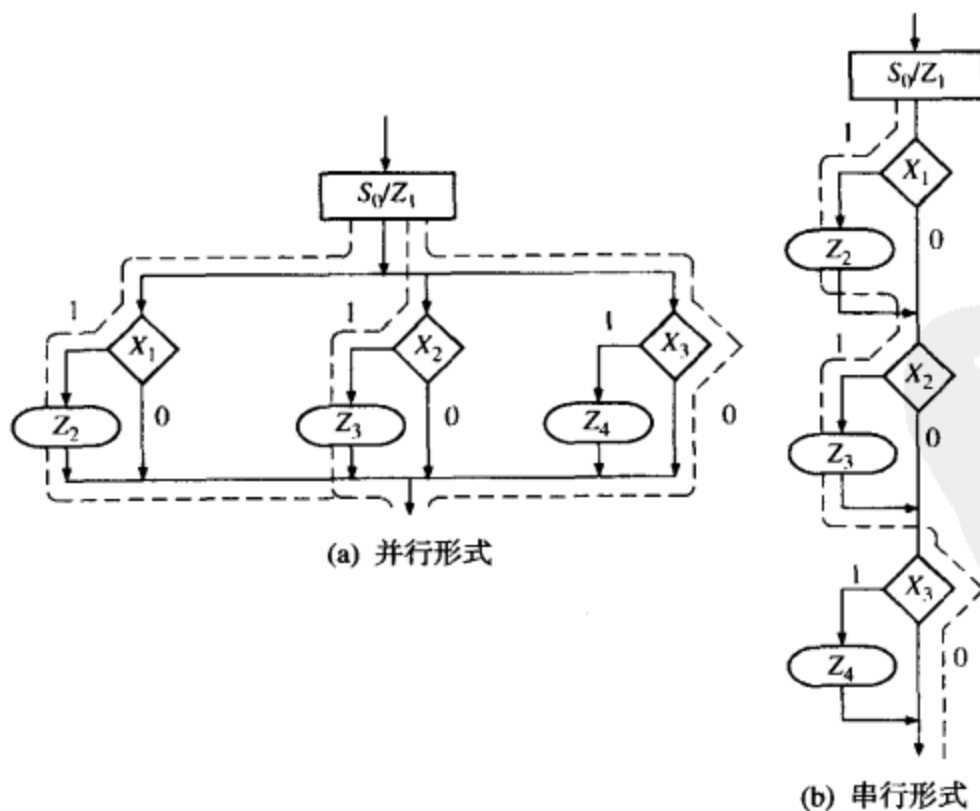 S₀/Z₁
1 X₁ 0
Z₂
1 X₂ 0
Z₃
1 X₃ 0
Z₄
(a) 并行形式
S₀/Z₁
1
X₁
0
Z₂
1
X₂
0
Z₃
1
X₃
0
Z₄
(b) 串行形式